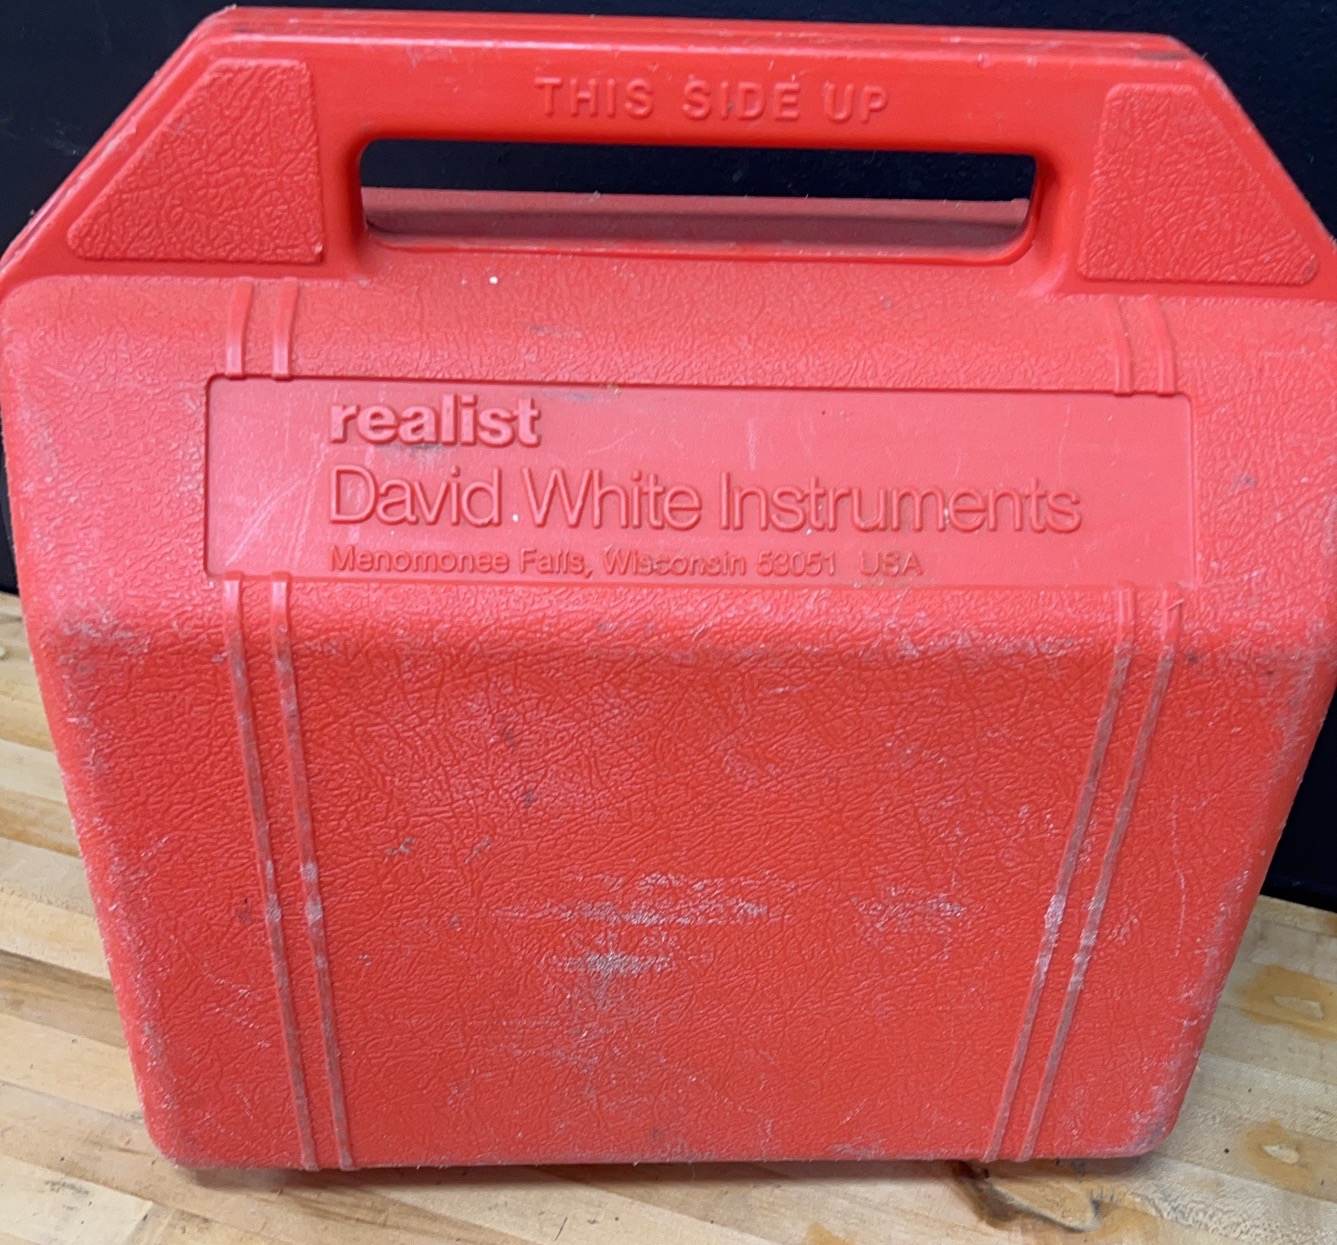 THIS SIDE UP
realist
David White Instruments
Menomonee Falls, Wisconsin 53051 USA